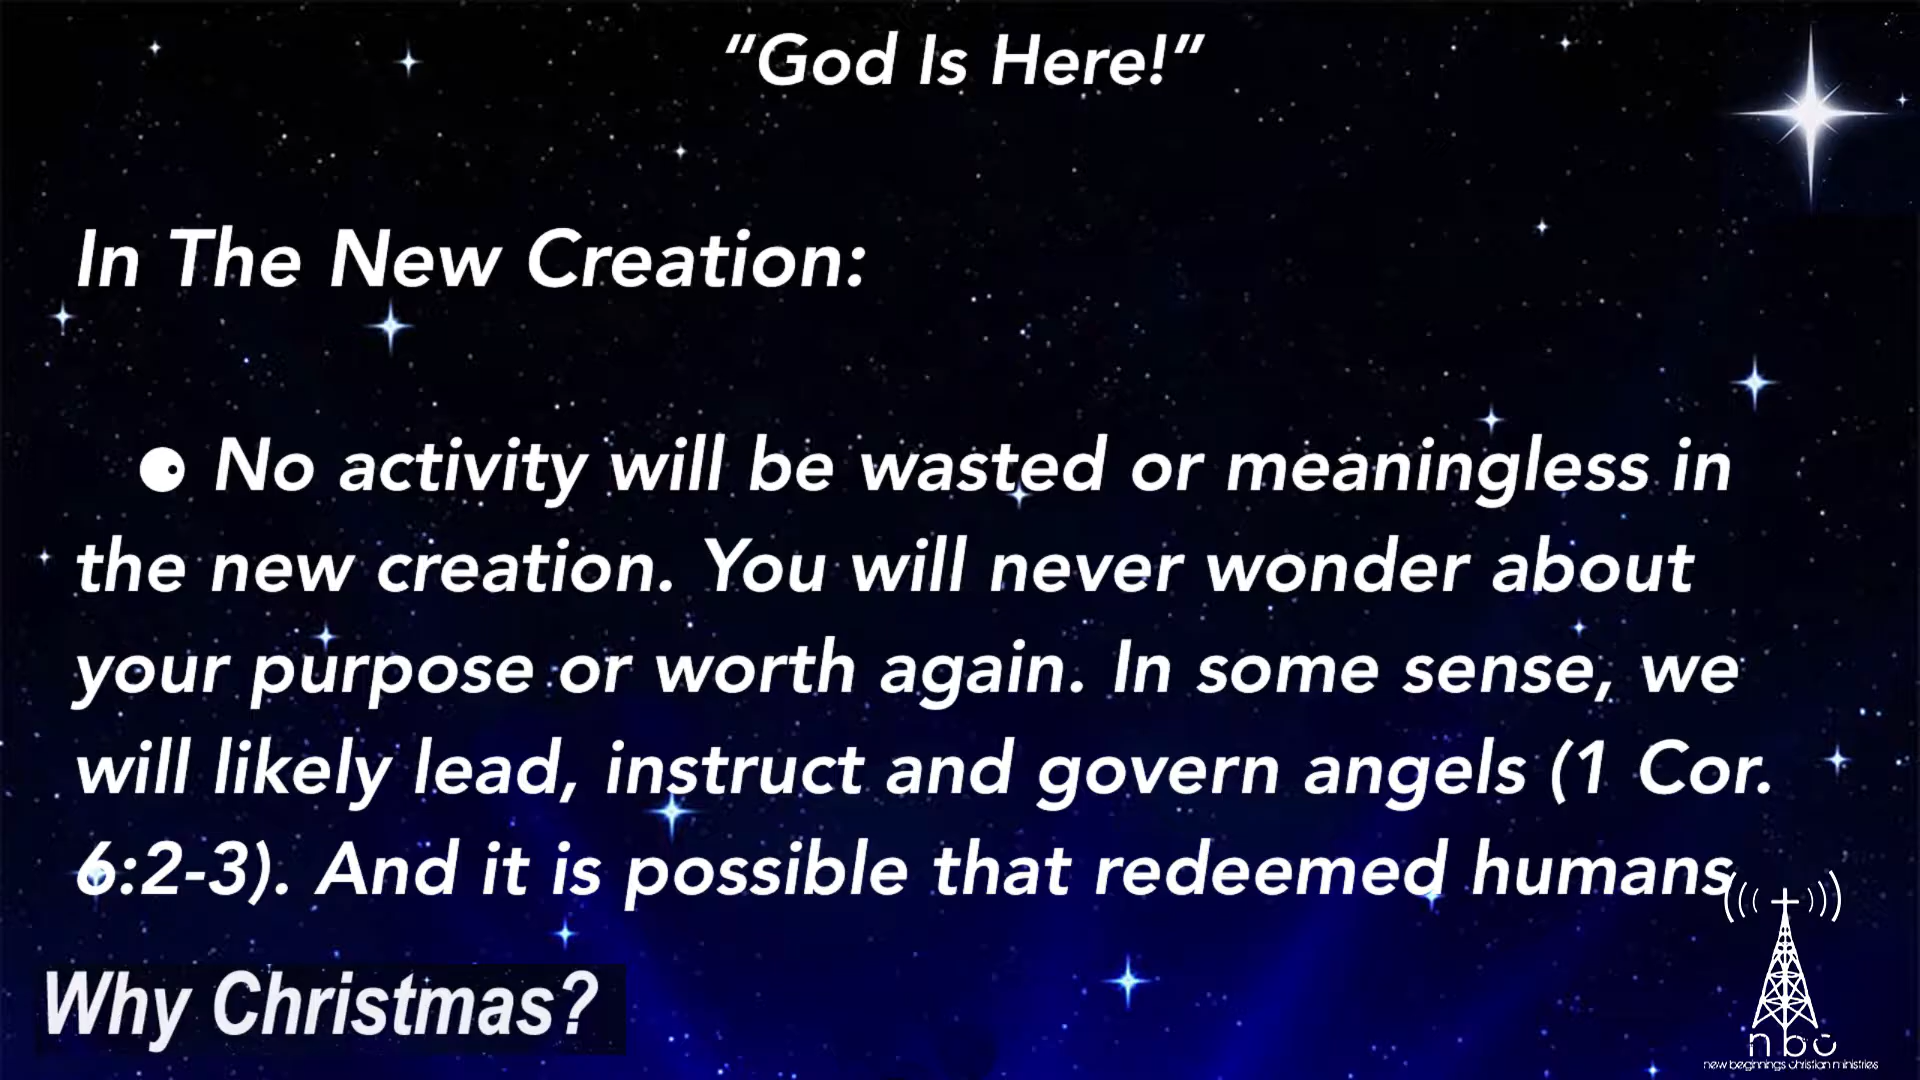 “God Is Here!”
In The New Creation:
● No activity will be wasted or meaningless in
the new creation. You will never wonder about
your purpose or worth again. In some sense, we
will likely lead, instruct and govern angels (1 Cor.
6:2-3). And it is possible that redeemed humans
Why Christmas?
nbc
new beginnings christian ministries